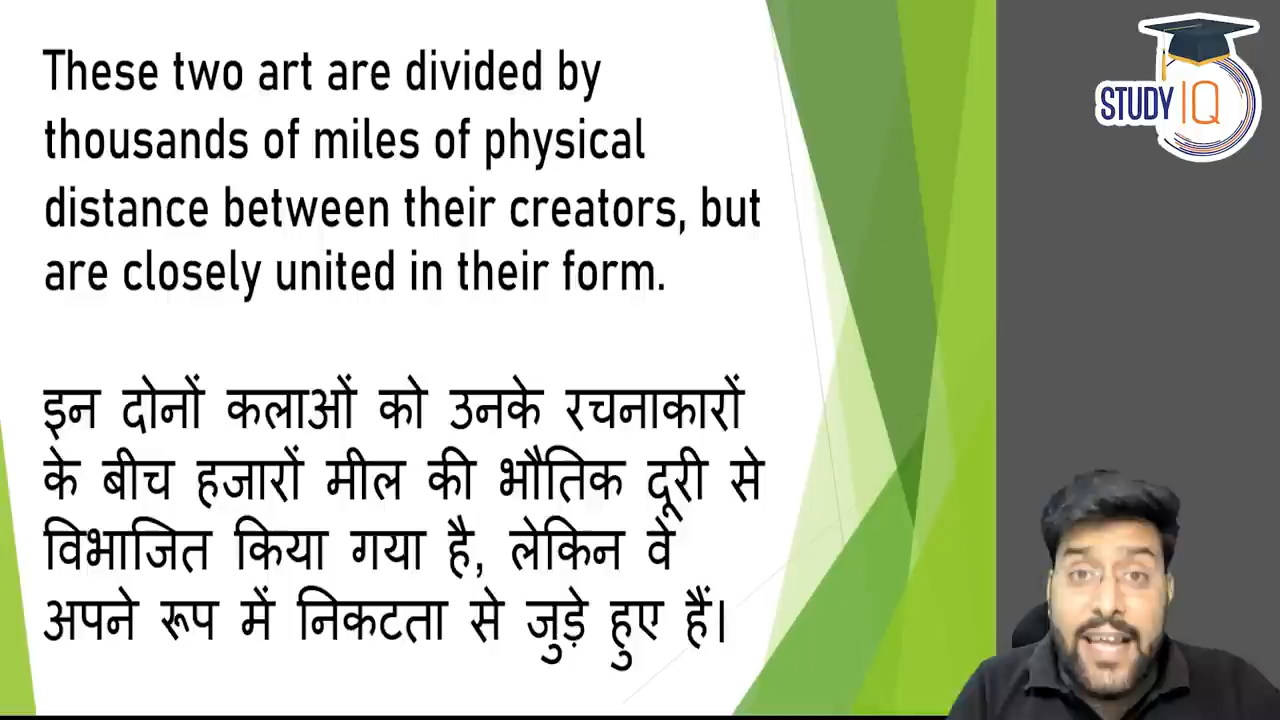 These two art are divided by
thousands of miles of physical
distance between their creators, but
are closely united in their form.
इन दोनों कलाओं को उनके रचनाकारों
के बीच हजारों मील की भौतिक दूरी से
विभाजित किया गया है, लेकिन वे
अपने रूप में निकटता से जुड़े हुए हैं।
STUDY IQ